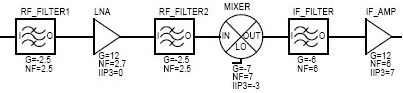 RF_FILTER1 LNA RF_FILTER2 MIXER IF_FILTER IF_AMP
I O I O IN OUT I O
LO
G=-2.5
NF=2.5
G=12
NF=2.7
IIP3=0
G=-2.5
NF=2.5
G=-7
NF=7
IIP3=-3
G=-6
NF=6
G=12
NF=6
IIP3=7